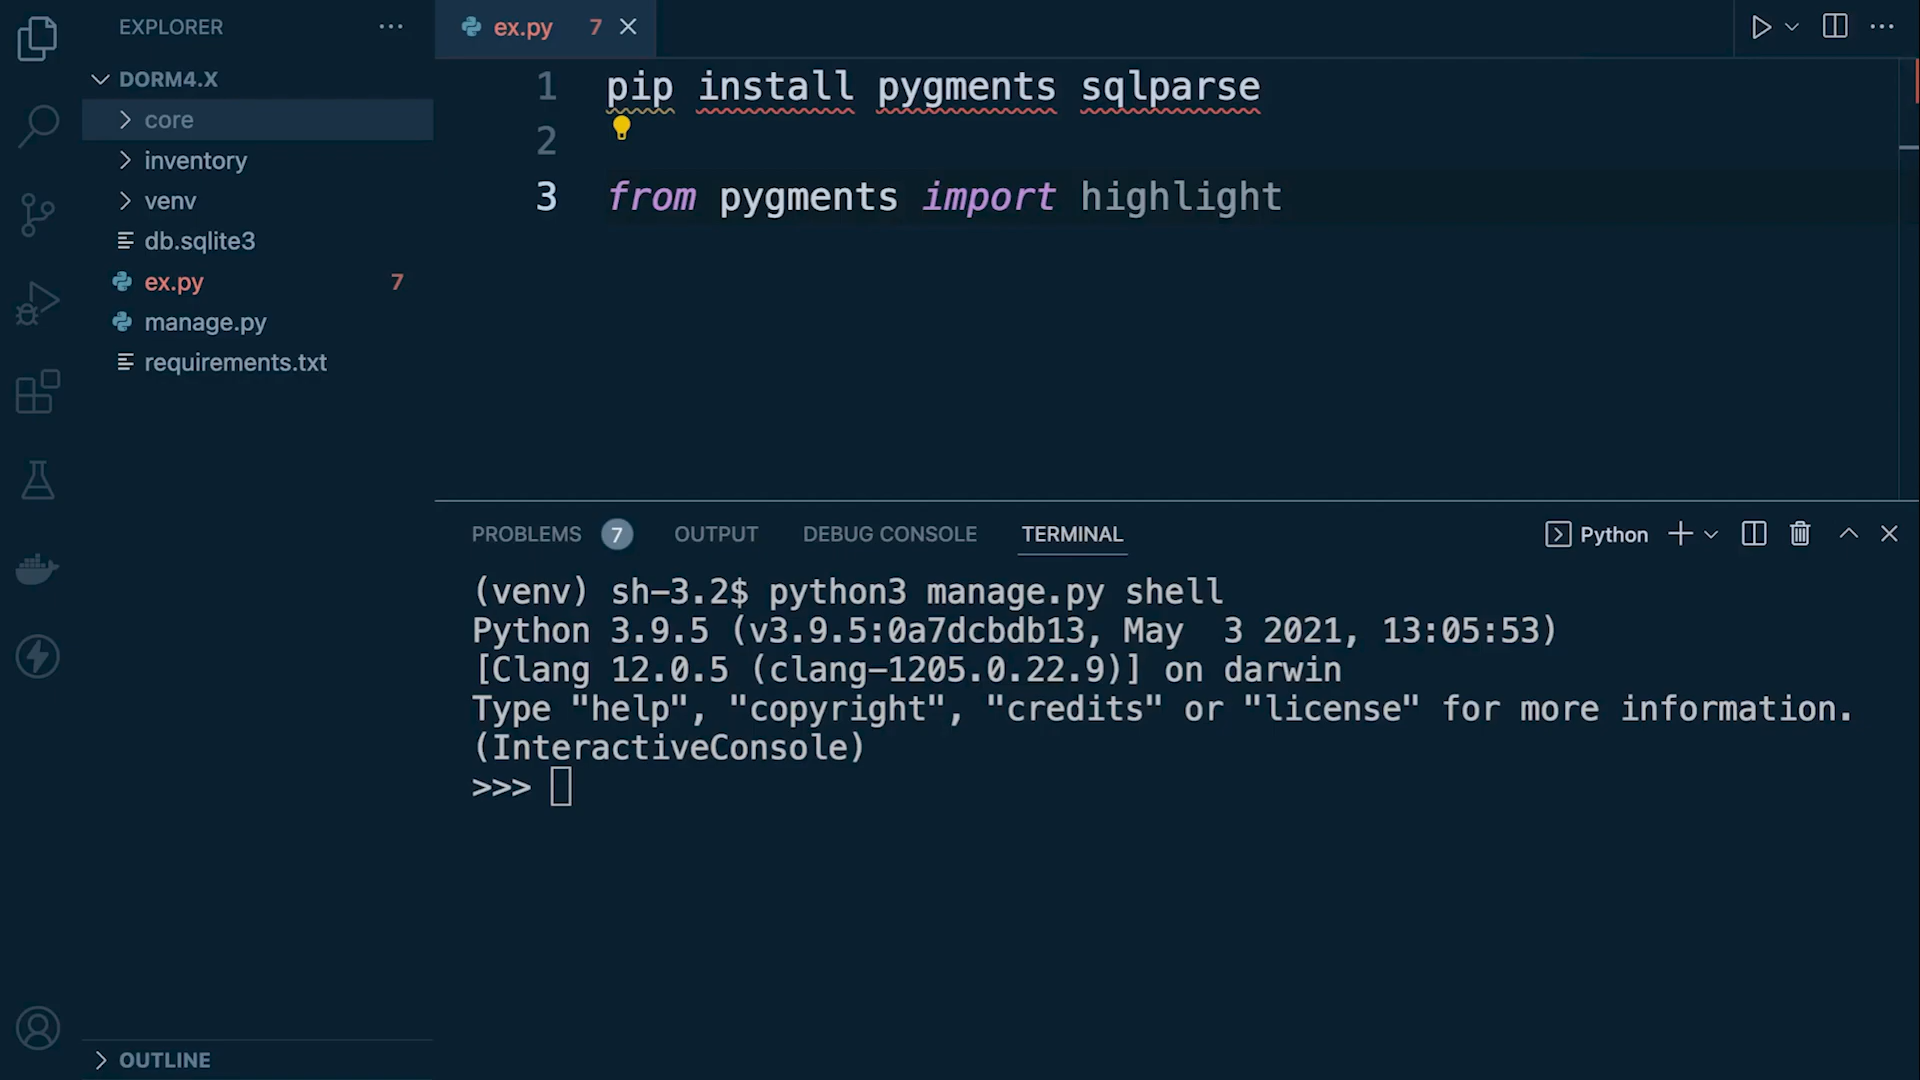 EXPLORER
DORM4.X
core
inventory
venv
db.sqlite3
ex.py 7
manage.py
requirements.txt
OUTLINE
ex.py 7
1 pip install pygments sqlparse
2
3 from pygments import highlight
PROBLEMS 7 OUTPUT DEBUG CONSOLE TERMINAL Python
(venv) sh-3.2$ python3 manage.py shell
Python 3.9.5 (v3.9.5:0a7dcbdb13, May  3 2021, 13:05:53)
[Clang 12.0.5 (clang-1205.0.22.9)] on darwin
Type "help", "copyright", "credits" or "license" for more information.
(InteractiveConsole)
>>>